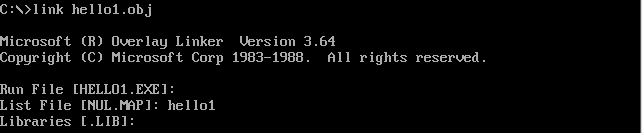 C:\>link hello1.obj
Microsoft (R) Overlay Linker  Version 3.64
Copyright (C) Microsoft Corp 1983-1988.  All rights reserved.
Run File [HELLO1.EXE]:
List File [NUL.MAP]: hello1
Libraries [.LIB]: